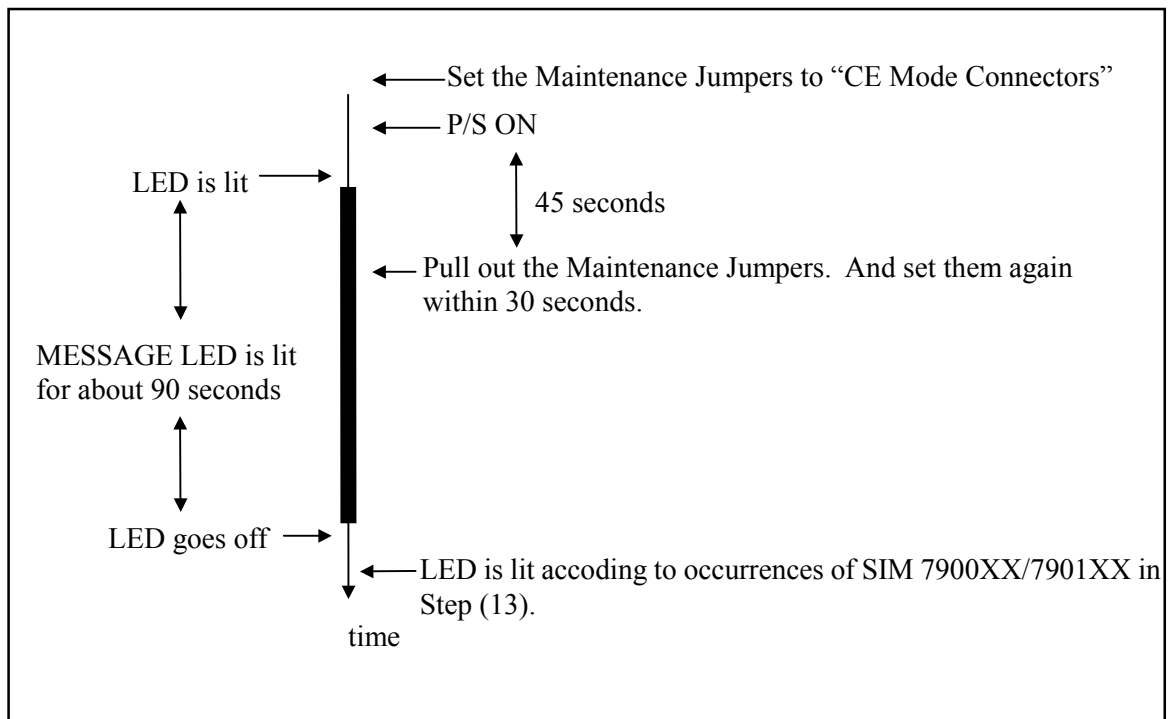 Set the Maintenance Jumpers to “CE Mode Connectors”
P/S ON
LED is lit
45 seconds
Pull out the Maintenance Jumpers.  And set them again
within 30 seconds.
MESSAGE LED is lit
for about 90 seconds
LED goes off
LED is lit accoding to occurrences of SIM 7900XX/7901XX in
Step (13).
time